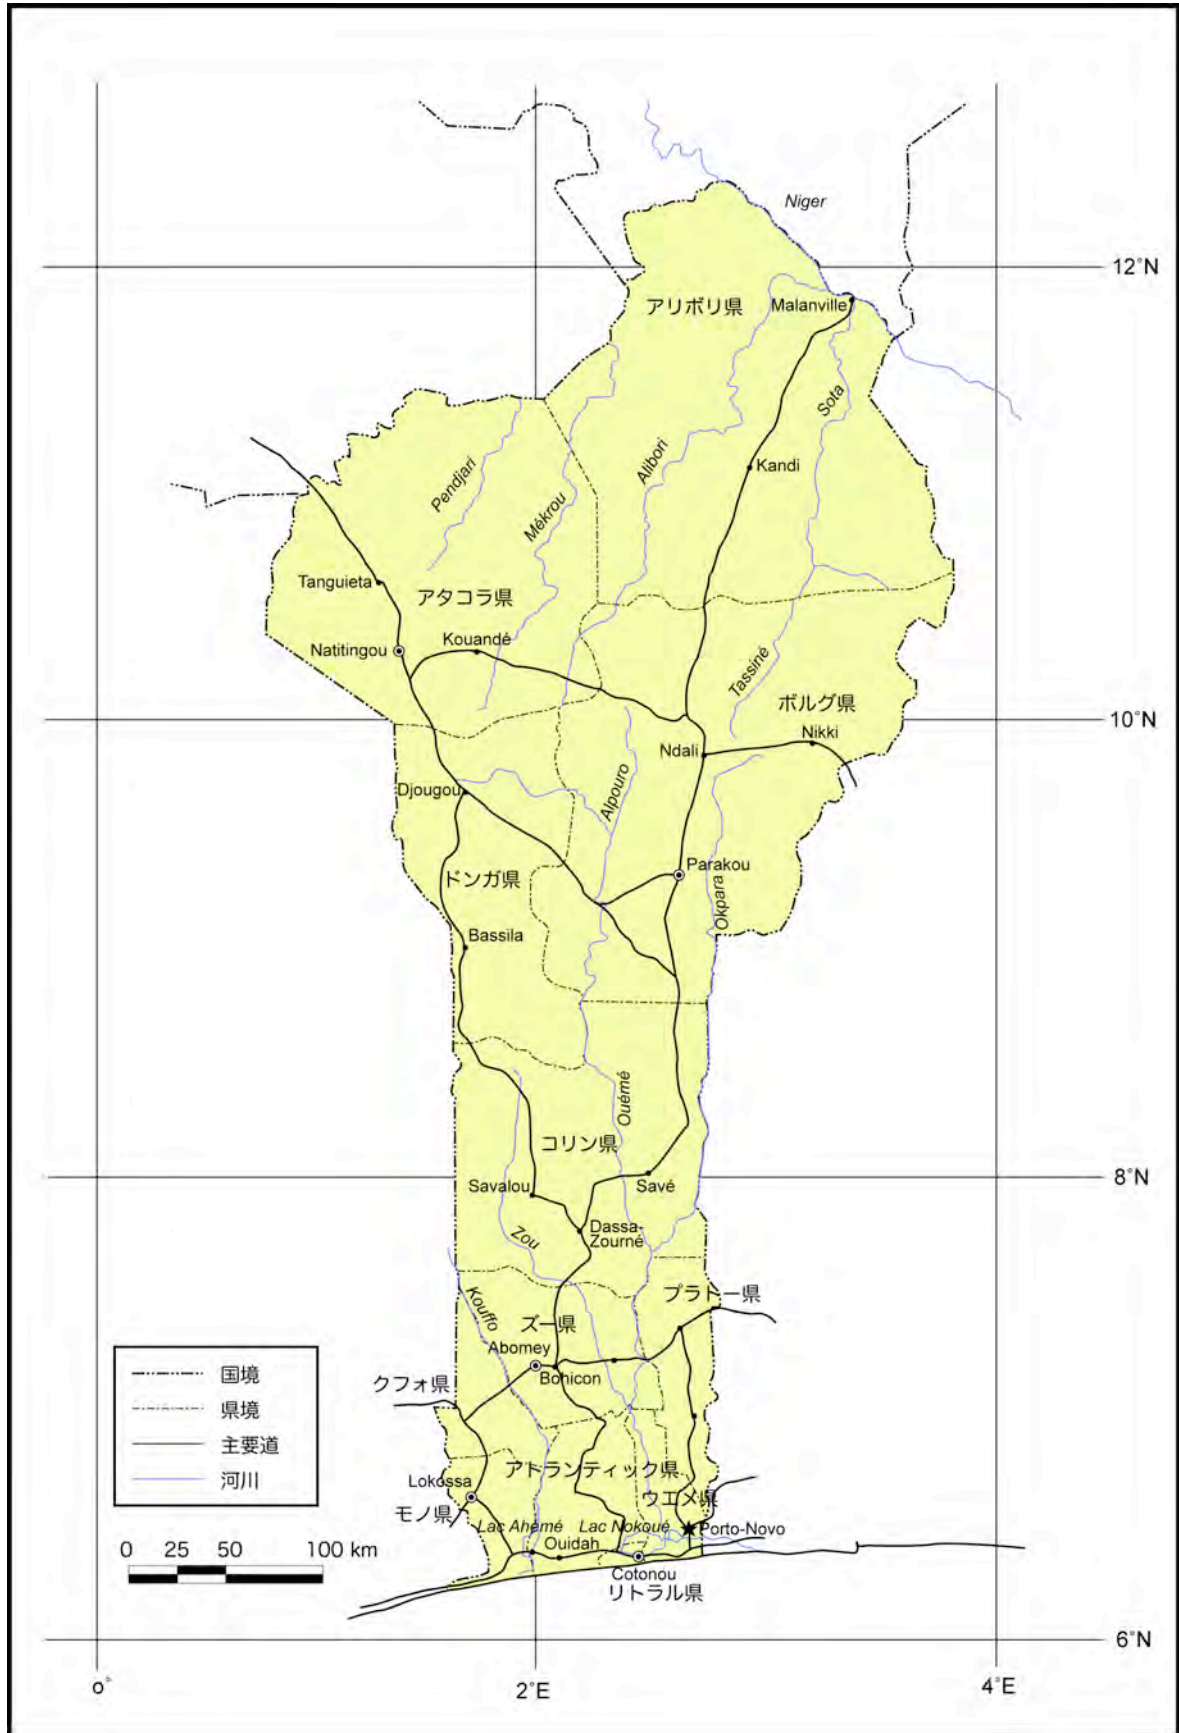 Niger
12°N
アリボリ県
Malanville
Sota
Alibori
Kandi
Pendjari
Mékrou
Tanguieta
アタコラ県
Kouandé
Natitingou
Tassiné
ボルグ県
10°N
Nikki
Ndali
Djougou
Alpouro
Parakou
ドンガ県
Okpara
Bassila
Ouémé
コリン県
8°N
Savalou
Savé
Dassa-
Zourné
Zou
Kouffo
プラトー県
ズー県
Abomey
Bohicon
クフォ県
国境
県境
主要道
河川
アトランティック県
Lokossa
ウエメ県
モノ県
Lac Ahémé
Lac Nokoué
Porto-Novo
Ouidah
Cotonou
リトラル県
0 25 50 100 km
6°N
0°
2°E
4°E